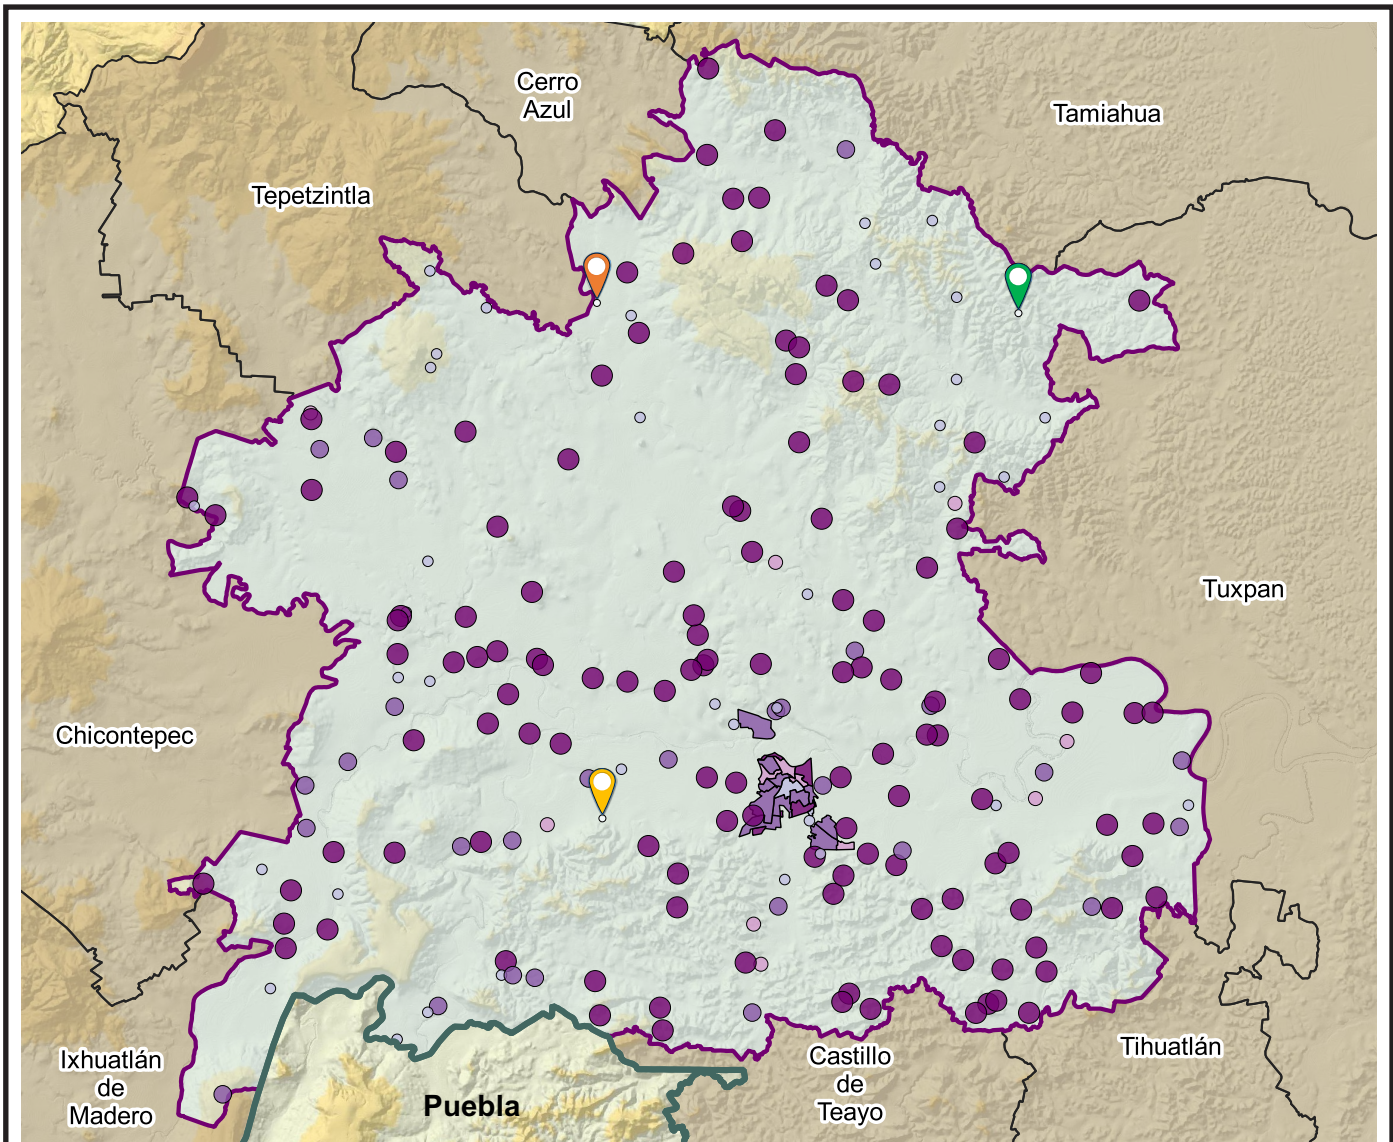 Cerro
Azul
Tamiahua
Tepetzintla
Tuxpan
Chicontepec
Ixhuatlán
de
Madero
Puebla
Castillo
de
Teayo
Tihuatlán